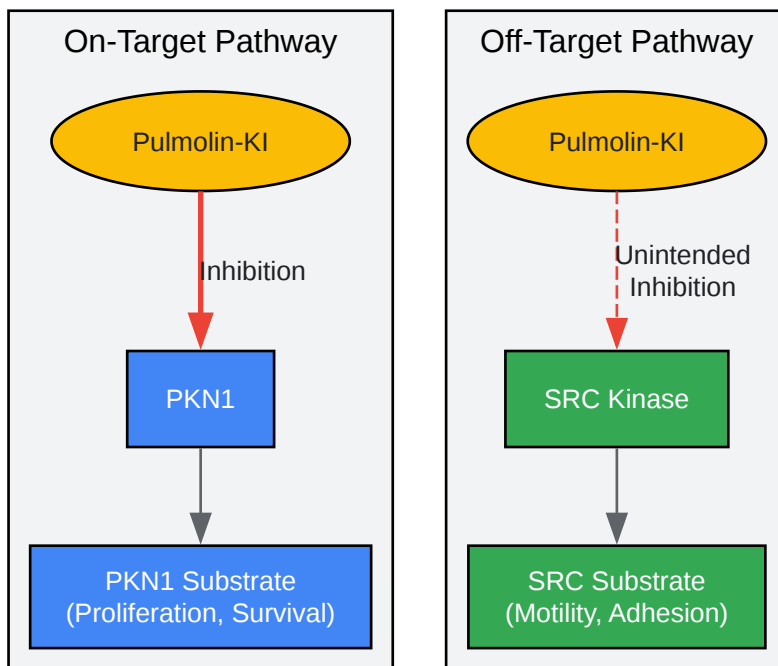 On-Target Pathway
Pulmolin-KI
Inhibition
PKN1
PKN1 Substrate
(Proliferation, Survival)
Off-Target Pathway
Pulmolin-KI
Unintended
Inhibition
SRC Kinase
SRC Substrate
(Motility, Adhesion)